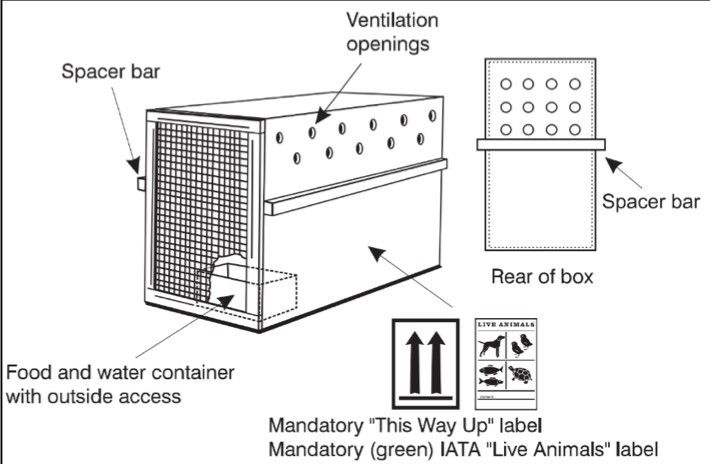 Ventilation
openings
Spacer bar
Spacer bar
Rear of box
LIVE ANIMALS
Food and water container
with outside access
Mandatory "This Way Up" label
Mandatory (green) IATA "Live Animals" label